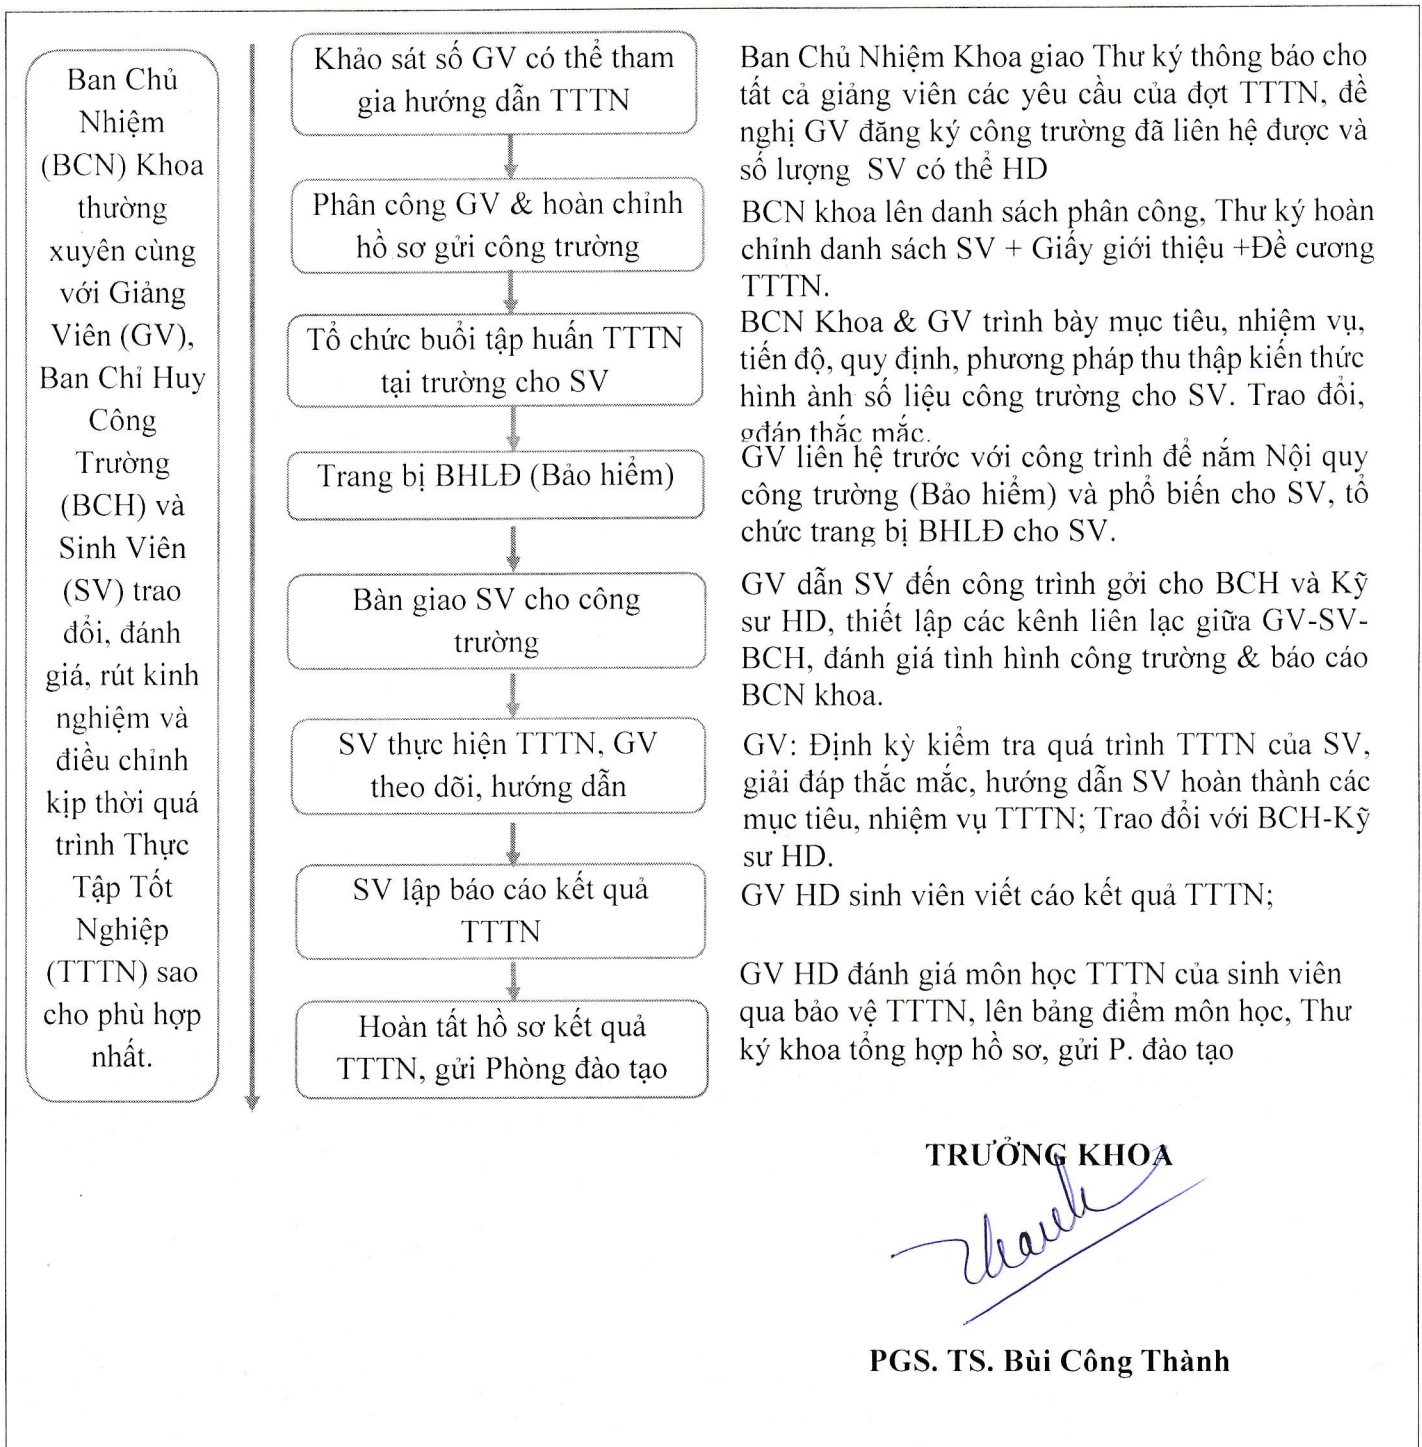 Ban Chủ
Nhiệm
(BCN) Khoa
thường
xuyên cùng
với Giảng
Viên (GV),
Ban Chỉ Huy
Công
Trường
(BCH) và
Sinh Viên
(SV) trao
đổi, đánh
giá, rút kinh
nghiệm và
điều chỉnh
kịp thời quá
trình Thực
Tập Tốt
Nghiệp
(TTTN) sao
cho phù hợp
nhất.
Khảo sát số GV có thể tham
gia hướng dẫn TTTN
Ban Chủ Nhiệm Khoa giao Thư ký thông báo cho
tất cả giảng viên các yêu cầu của đợt TTTN, đề
nghị GV đăng ký công trường đã liên hệ được và
số lượng SV có thể HD
Phân công GV & hoàn chỉnh
hồ sơ gửi công trường
BCN khoa lên danh sách phân công, Thư ký hoàn
chỉnh danh sách SV + Giấy giới thiệu +Đề cương
TTTN.
Tổ chức buổi tập huấn TTTN
tại trường cho SV
BCN Khoa & GV trình bày mục tiêu, nhiệm vụ,
tiến độ, quy định, phương pháp thu thập kiến thức
hình ảnh số liệu công trường cho SV. Trao đổi,
gđáp thắc mắc.
Trang bị BHLĐ (Bảo hiểm)
GV liên hệ trước với công trình để nắm Nội quy
công trường (Bảo hiểm) và phổ biến cho SV, tổ
chức trang bị BHLĐ cho SV.
Bàn giao SV cho công
trường
GV dẫn SV đến công trình gởi cho BCH và Kỹ
sư HD, thiết lập các kênh liên lạc giữa GV-SV-
BCH, đánh giá tình hình công trường & báo cáo
BCN khoa.
SV thực hiện TTTN, GV
theo dõi, hướng dẫn
GV: Định kỳ kiểm tra quá trình TTTN của SV,
giải đáp thắc mắc, hướng dẫn SV hoàn thành các
mục tiêu, nhiệm vụ TTTN; Trao đổi với BCH-Kỹ
sư HD.
SV lập báo cáo kết quả
TTTN
GV HD sinh viên viết cáo kết quả TTTN;
Hoàn tất hồ sơ kết quả
TTTN, gửi Phòng đào tạo
GV HD đánh giá môn học TTTN của sinh viên
qua bảo vệ TTTN, lên bảng điểm môn học, Thư
ký khoa tổng hợp hồ sơ, gửi P. đào tạo
TRƯỞNG KHOA
Thanh
PGS. TS. Bùi Công Thành